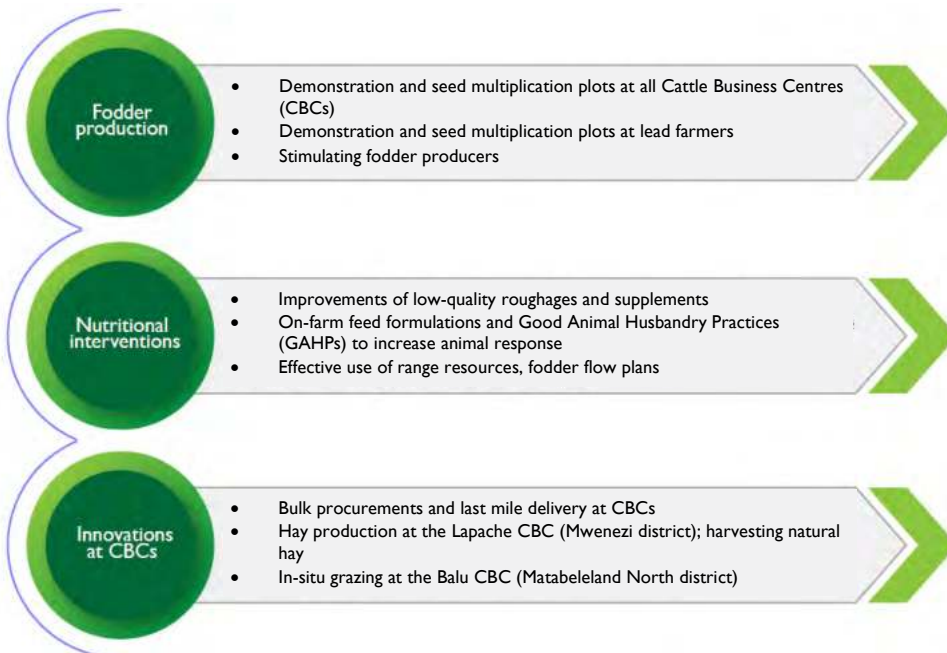 Fodder
production
• Demonstration and seed multiplication plots at all Cattle Business Centres
(CBCs)
• Demonstration and seed multiplication plots at lead farmers
• Stimulating fodder producers
Nutritional
interventions
• Improvements of low-quality roughages and supplements
• On-farm feed formulations and Good Animal Husbandry Practices
(GAHPs) to increase animal response
• Effective use of range resources, fodder flow plans
Innovations
at CBCs
• Bulk procurements and last mile delivery at CBCs
• Hay production at the Lapache CBC (Mwenezi district); harvesting natural
hay
• In-situ grazing at the Balu CBC (Matabeleland North district)